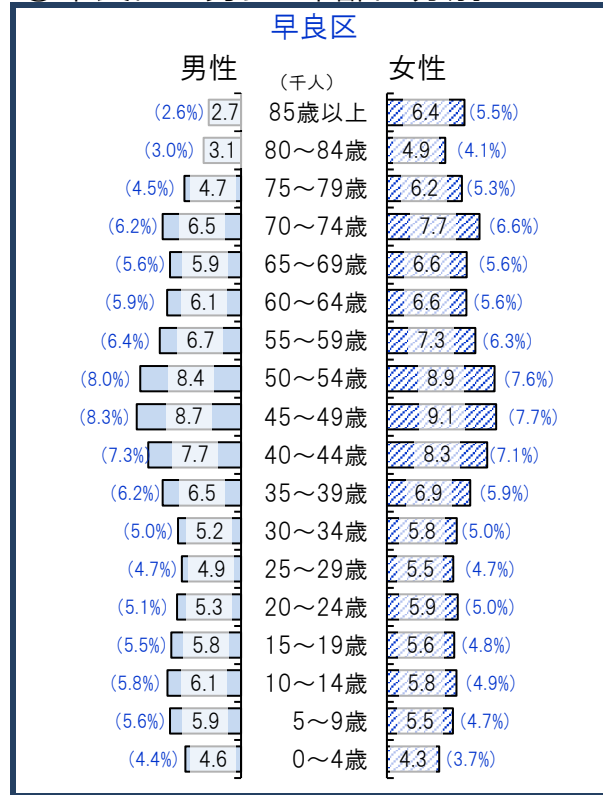 早良区
男性 (千人) 女性
(2.6%) 2.7 85歳以上 6.4 (5.5%)
(3.0%) 3.1 80～84歳 4.9 (4.1%)
(4.5%) 4.7 75～79歳 6.2 (5.3%)
(6.2%) 6.5 70～74歳 7.7 (6.6%)
(5.6%) 5.9 65～69歳 6.6 (5.6%)
(5.9%) 6.1 60～64歳 6.6 (5.6%)
(6.4%) 6.7 55～59歳 7.3 (6.3%)
(8.0%) 8.4 50～54歳 8.9 (7.6%)
(8.3%) 8.7 45～49歳 9.1 (7.7%)
(7.3%) 7.7 40～44歳 8.3 (7.1%)
(6.2%) 6.5 35～39歳 6.9 (5.9%)
(5.0%) 5.2 30～34歳 5.8 (5.0%)
(4.7%) 4.9 25～29歳 5.5 (4.7%)
(5.1%) 5.3 20～24歳 5.9 (5.0%)
(5.5%) 5.8 15～19歳 5.6 (4.8%)
(5.8%) 6.1 10～14歳 5.8 (4.9%)
(5.6%) 5.9 5～9歳 5.5 (4.7%)
(4.4%) 4.6 0～4歳 4.3 (3.7%)